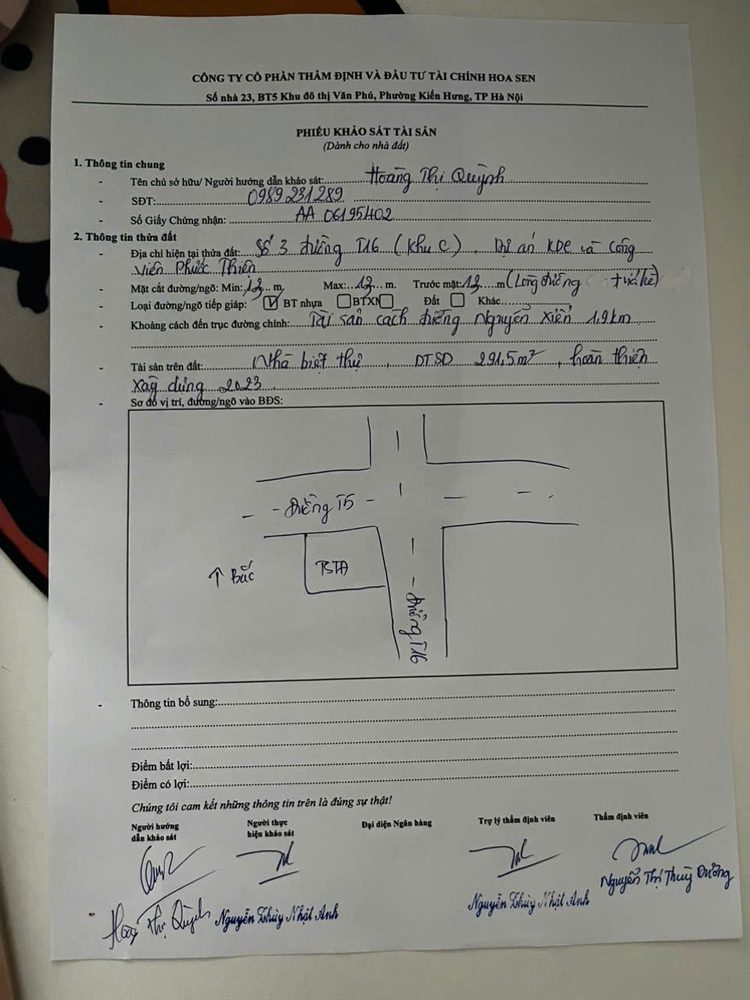 CÔNG TY CỔ PHẦN THẨM ĐỊNH VÀ ĐẦU TƯ TÀI CHÍNH HOA SEN
Số nhà 23, BT5 Khu đô thị Văn Phú, Phường Kiến Hưng, TP Hà Nội
PHIẾU KHẢO SÁT TÀI SẢN
(Dành cho nhà đất)
1. Thông tin chung
- Tên chủ sở hữu/ Người hướng dẫn khảo sát: Hoàng Thị Quỳnh
- SĐT: 0989 231 289
- Số Giấy Chứng nhận: AA 06195402
2. Thông tin thửa đất
- Địa chỉ hiện tại thửa đất: Số 3 đường T16 (Khu C), Dự án KDC và Công
viên Phước Thiện
- Mặt cắt đường/ngõ: Min: 13 m. Max: 13 m. Trước mặt: 13 m (Lòng đường + vỉa hè)
- Loại đường/ngõ tiếp giáp: BT nhựa BTXN Đất Khác
- Khoảng cách đến trục đường chính: Tài sản cách đường Nguyễn Xiển 1,9km
- Tài sản trên đất: Nhà biệt thự, DTSD 291,5m², hoàn thiện
xây dựng 2023
- Sơ đồ vị trí, đường/ngõ vào BĐS:
Đường T5
TSTĐ
↑ Bắc
Đường T16
- Thông tin bổ sung:
Điểm bất lợi:
Điểm có lợi:
Chúng tôi cam kết những thông tin trên là đúng sự thật!
Người hướng dẫn khảo sát Người thực hiện khảo sát Đại diện Ngân hàng Trợ lý thẩm định viên Thẩm định viên
Hoàng Thị Quỳnh Nguyễn Thùy Nhật Anh Nguyễn Thùy Nhật Anh Nguyễn Thị Thuỳ Dương